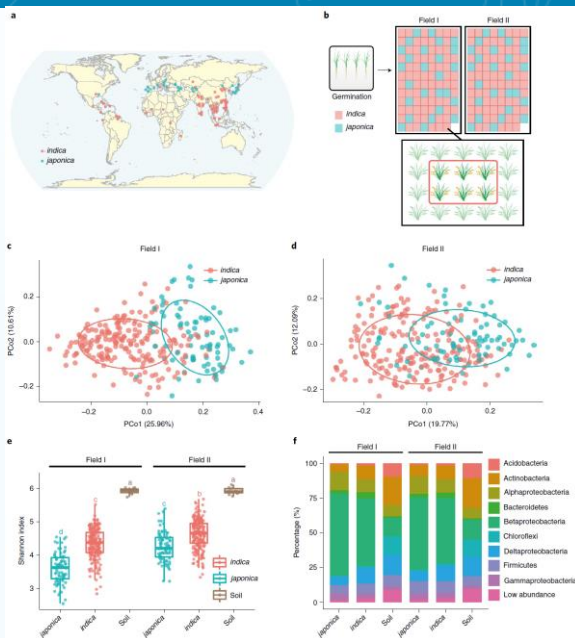 a
indica
japonica
b
Field I
Field II
Germination
Indica
japonica
c
Field I
indica
japonica
PCo2 (10.61%)
0.2
0.0
−0.2
−0.2
0.0
0.2
0.4
PCo1 (25.96%)
d
Field II
indica
japonica
PCo2 (12.09%)
0.2
0.0
−0.2
−0.2
0.0
0.2
PCo1 (19.77%)
e
Field I
Field II
Shannon index
6
5
4
3
a
a
indica
japonica
Soil
japonica
indica
Soil
japonica
indica
Soil
f
Field I
Field II
Percentage (%)
100
75
50
25
0
Acidobacteria
Actinobacteria
Alphaproteobacteria
Bacteroidetes
Betaproteobacteria
Chloroflexi
Deltaproteobacteria
Firmicutes
Gammaproteobacteria
Low abundance
japonica
indica
Soil
japonica
indica
Soil